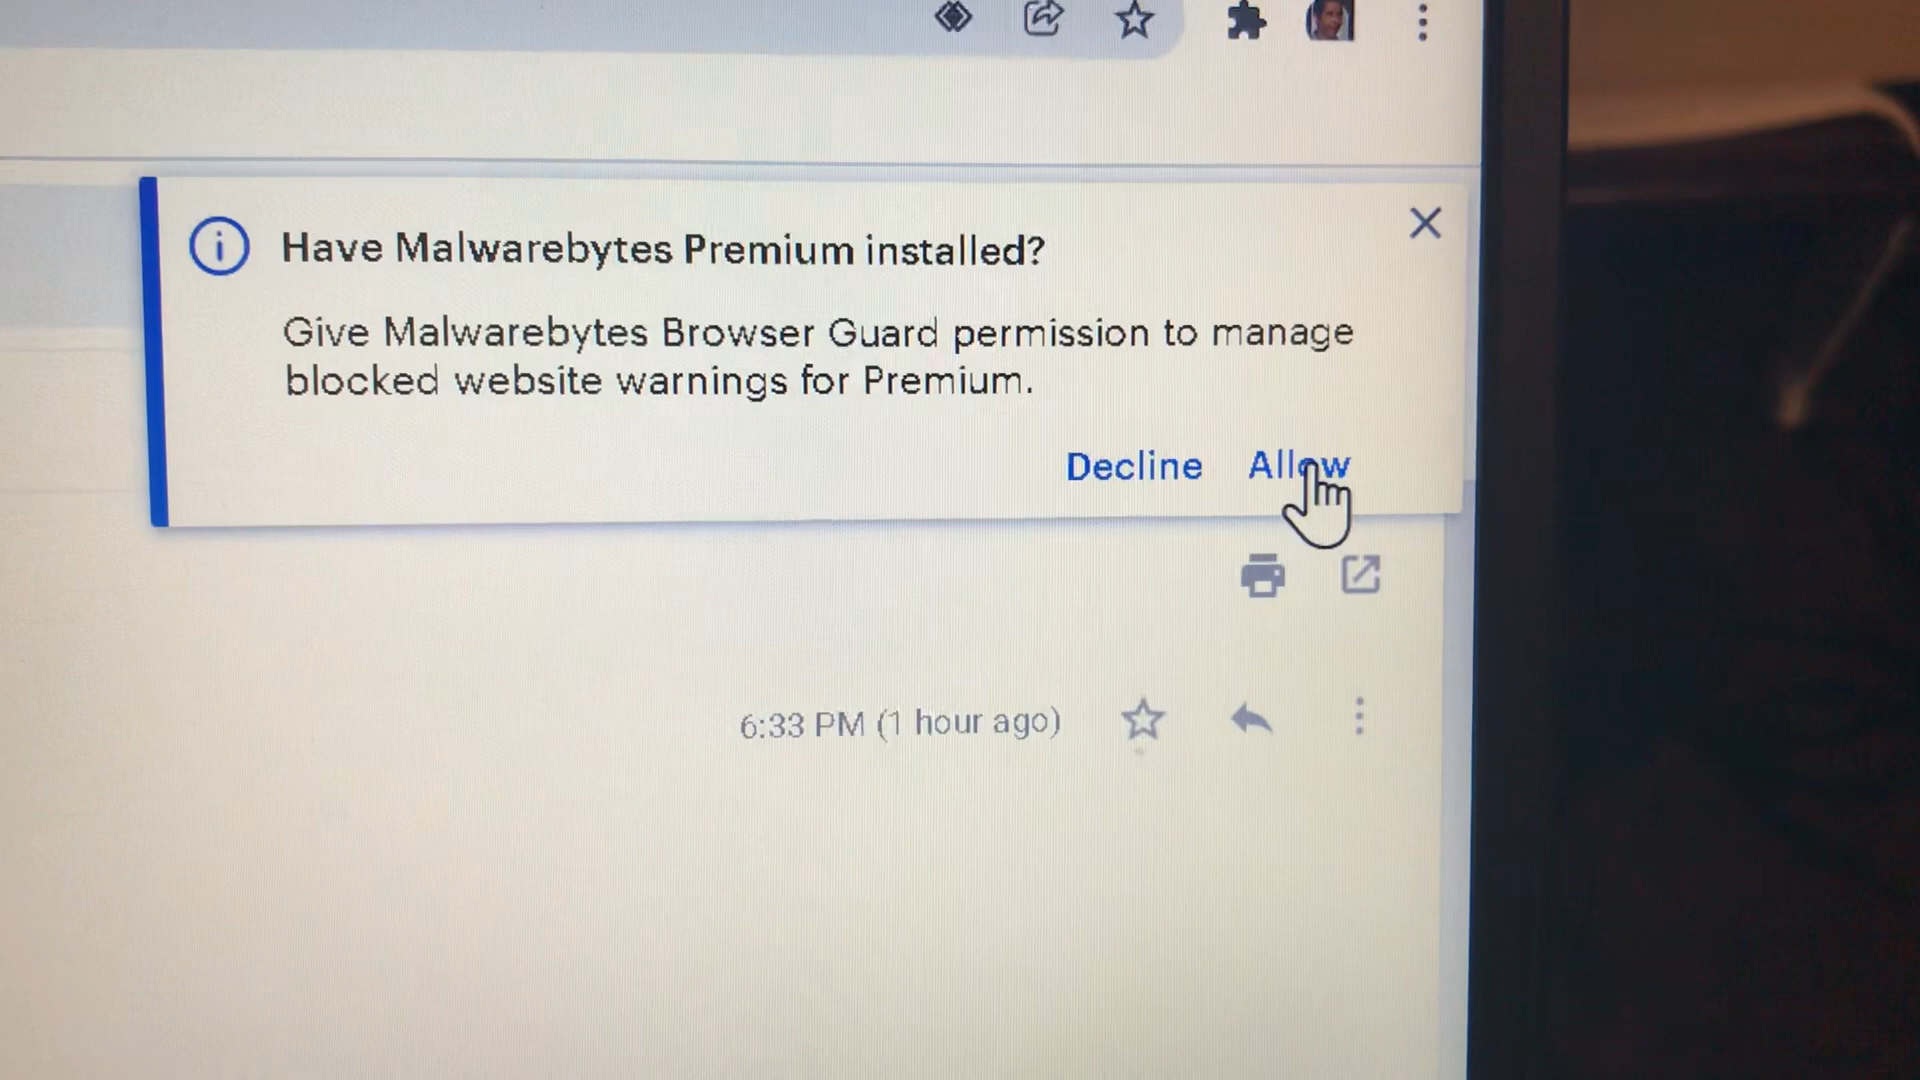 Have Malwarebytes Premium installed?
Give Malwarebytes Browser Guard permission to manage
blocked website warnings for Premium.
Decline Allow
6:33 PM (1 hour ago)